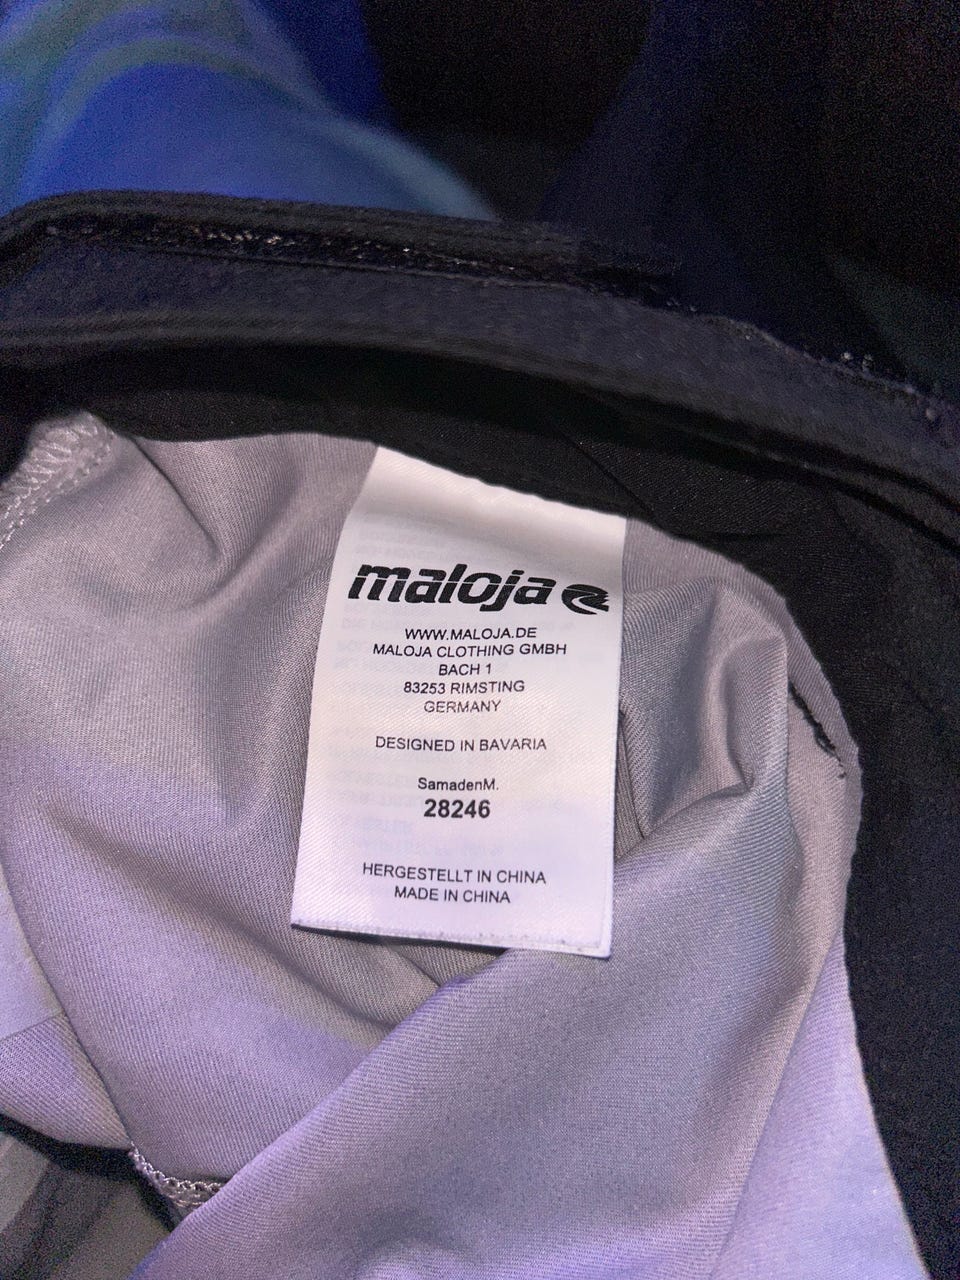 maloja
WWW.MALOJA.DE
MALOJA CLOTHING GMBH
BACH 1
83253 RIMSTING
GERMANY
DESIGNED IN BAVARIA
SamadenM.
28246
HERGESTELLT IN CHINA
MADE IN CHINA